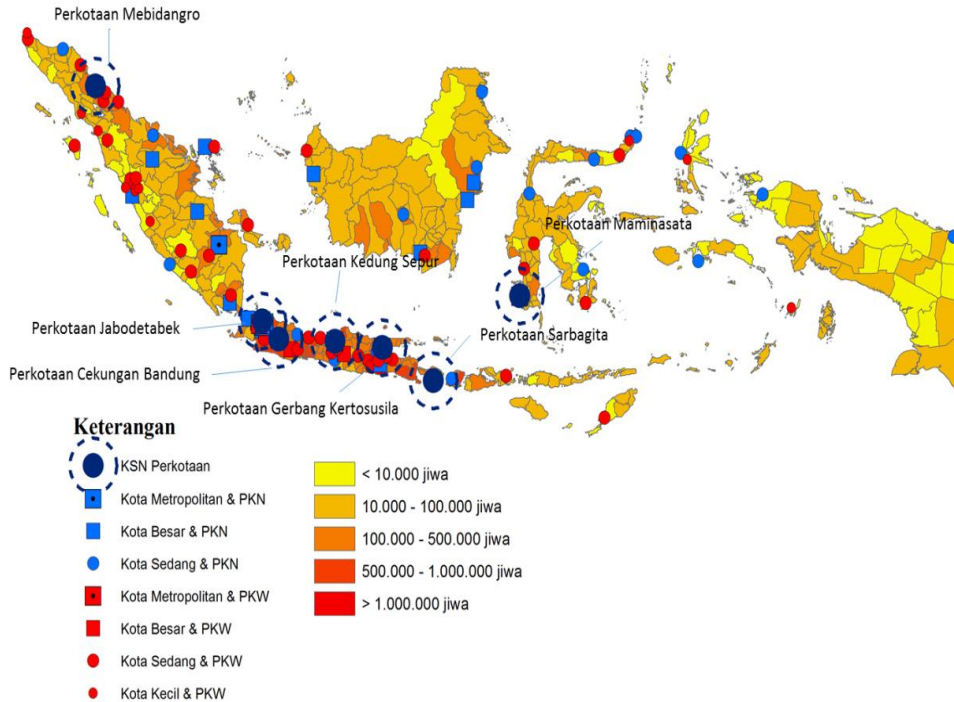 Perkotaan Mebidangro
Perkotaan Maminasata
Perkotaan Kedung Sepur
Perkotaan Jabodetabek
Perkotaan Sarbagita
Perkotaan Cekungan Bandung
Perkotaan Gerbang Kertosusila
Keterangan
KSN Perkotaan
Kota Metropolitan & PKN
Kota Besar & PKN
Kota Sedang & PKN
Kota Metropolitan & PKW
Kota Besar & PKW
Kota Sedang & PKW
Kota Kecil & PKW
< 10.000 jiwa
10.000 - 100.000 jiwa
100.000 - 500.000 jiwa
500.000 - 1.000.000 jiwa
> 1.000.000 jiwa